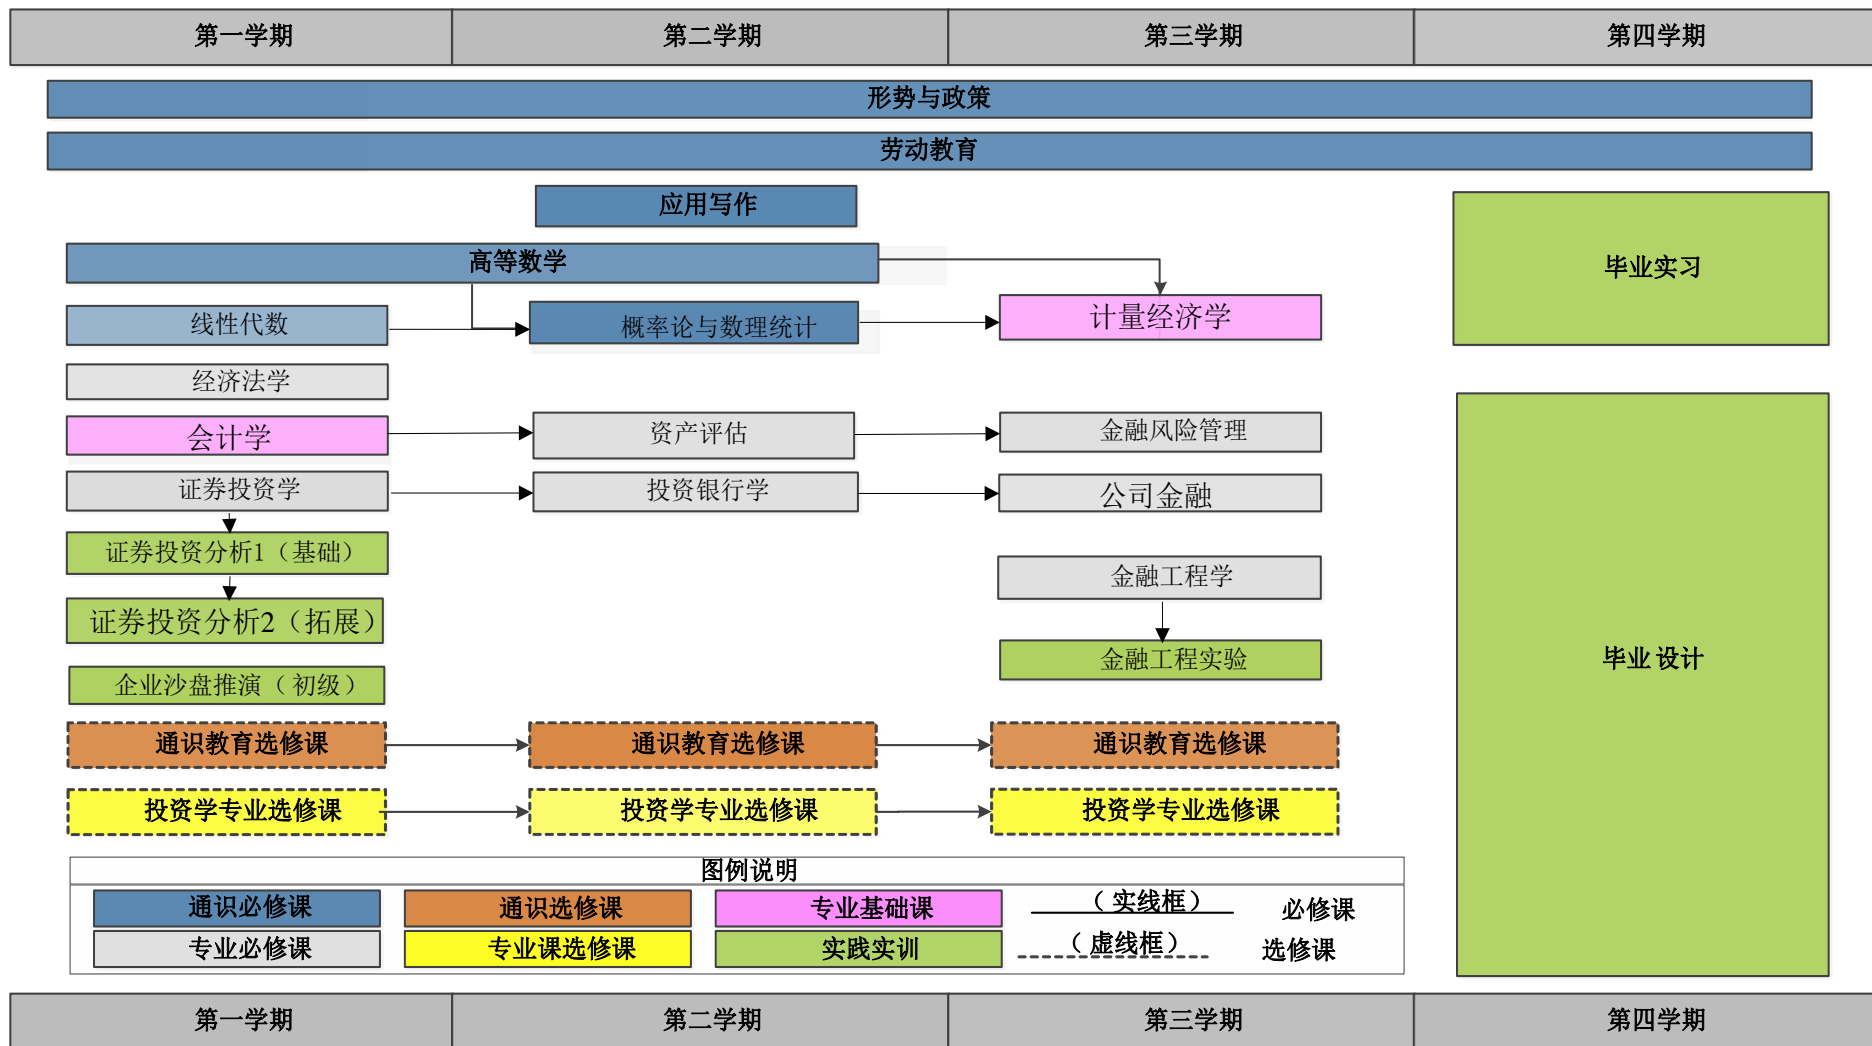 第一学期 第二学期 第三学期 第四学期
形势与政策
劳动教育
应用写作
高等数学
毕业实习
线性代数 概率论与数理统计 计量经济学
经济法学
会计学 资产评估 金融风险管理
证券投资学 投资银行学 公司金融
证券投资分析1（基础）
金融工程学
证券投资分析2（拓展）
金融工程实验
毕业 设计
企业沙盘推演（ 初级）
通识教育选修课 通识教育选修课 通识教育选修课
投资学专业选修课 投资学专业选修课 投资学专业选修课
图例说明
通识必修课 通识选修课 专业基础课 （ 实线框） 必修课
专业必修课 专业课选修课 实践实训 （ 虚线框） 选修课
第一学期 第二学期 第三学期 第四学期